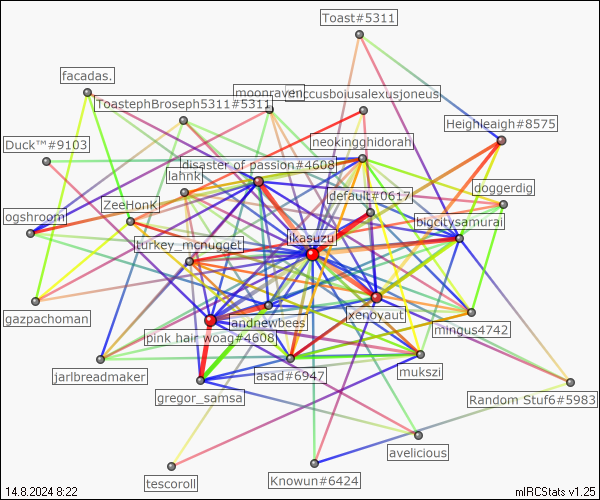 Toast#5311
facadas.
moonraven
ToastephBroseph5311#5311
Heighleaigh#8575
Duck™#9103
neokingghidorah
disaster of passion#4608
lahnk
doggerdig
default#0617
ZeeHonK
ogshroom
bigcitysamurai
ikasuzu
turkey_mcnugget
xenoyaut
gazpachoman
landnewbees
mingus4742
pink hair woag#4608
mukszi
jarlbreadmaker
asad#6947
gregor_samsa
Random Stuf6#5983
avelicious
tescoroll
Knowun#6424
14.8.2024 8:22
mIRCStats v1.25